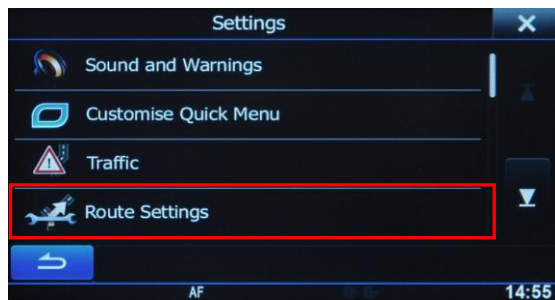 Settings
Sound and Warnings
Customise Quick Menu
Traffic
Route Settings
AF
14:55